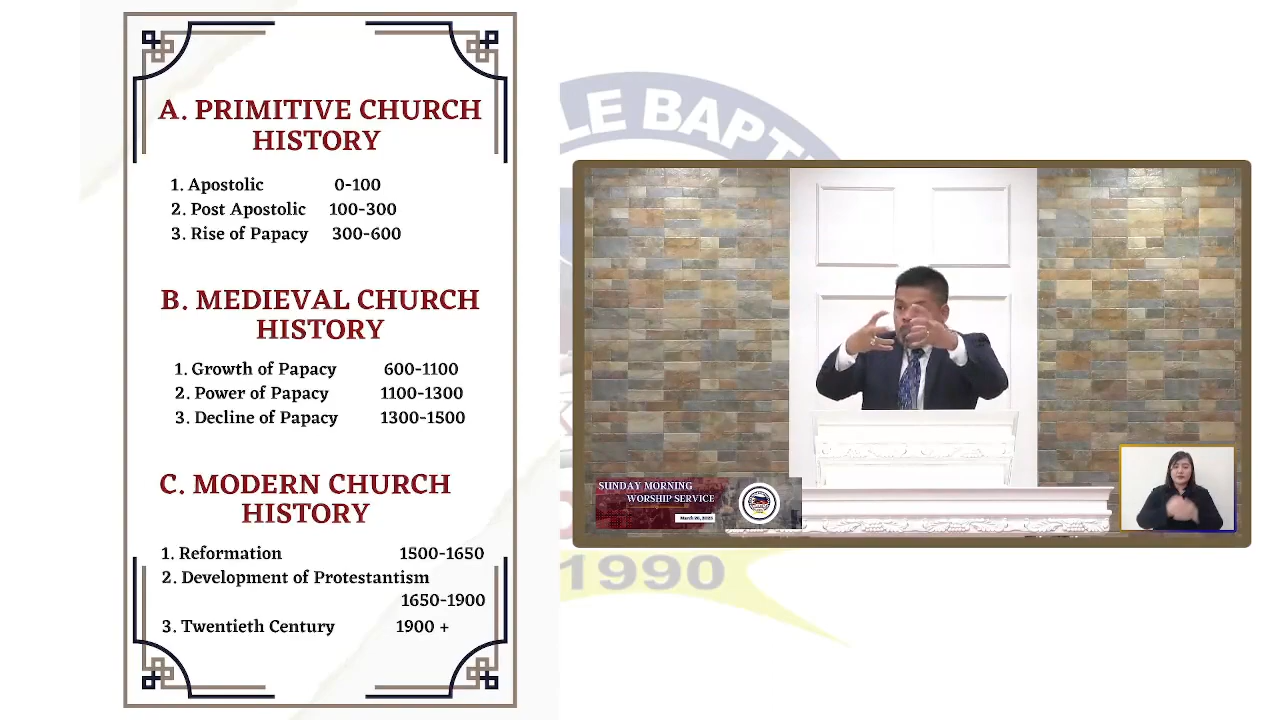 A. PRIMITIVE CHURCH
HISTORY
1. Apostolic 0-100
2. Post Apostolic 100-300
3. Rise of Papacy 300-600
B. MEDIEVAL CHURCH
HISTORY
1. Growth of Papacy 600-1100
2. Power of Papacy 1100-1300
3. Decline of Papacy 1300-1500
C. MODERN CHURCH
HISTORY
1. Reformation 1500-1650
2. Development of Protestantism
1650-1900
3. Twentieth Century 1900 +
LE BAPTI
SUNDAY MORNING
WORSHIP SERVICE
1990